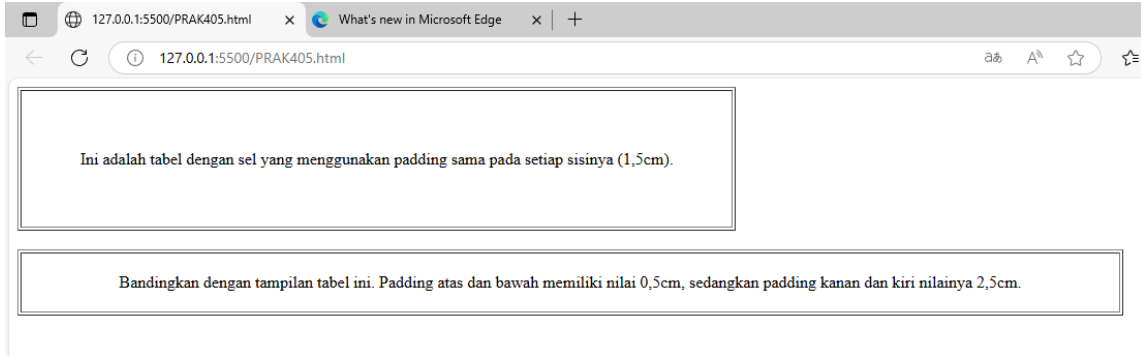 127.0.0.1:5500/PRAK405.html
What's new in Microsoft Edge
127.0.0.1:5500/PRAK405.html
Ini adalah tabel dengan sel yang menggunakan padding sama pada setiap sisinya (1,5cm).
Bandingkan dengan tampilan tabel ini. Padding atas dan bawah memiliki nilai 0,5cm, sedangkan padding kanan dan kiri nilainya 2,5cm.